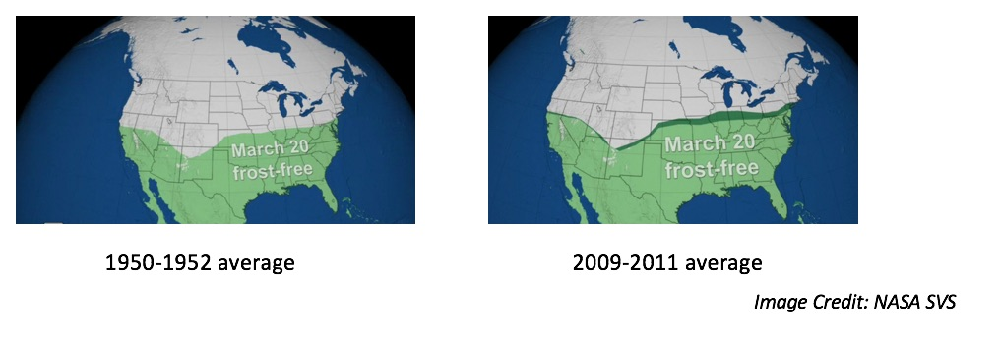 March 20
frost-free
March 20
frost-free
1950-1952 average
2009-2011 average
Image Credit: NASA SVS